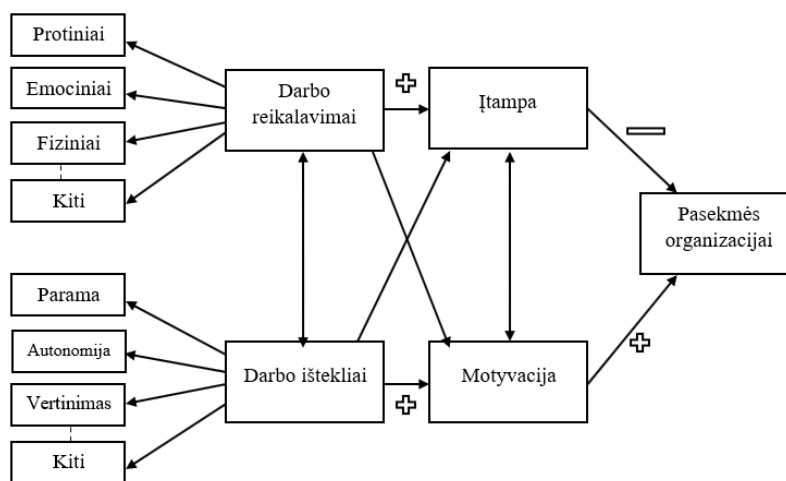 Protiniai
Emociniai
Fiziniai
Kiti
Darbo
reikalavimai
Įtampa
Pasekmės
organizacijai
Parama
Autonomija
Vertinimas
Kiti
Darbo ištekliai
Motyvacija